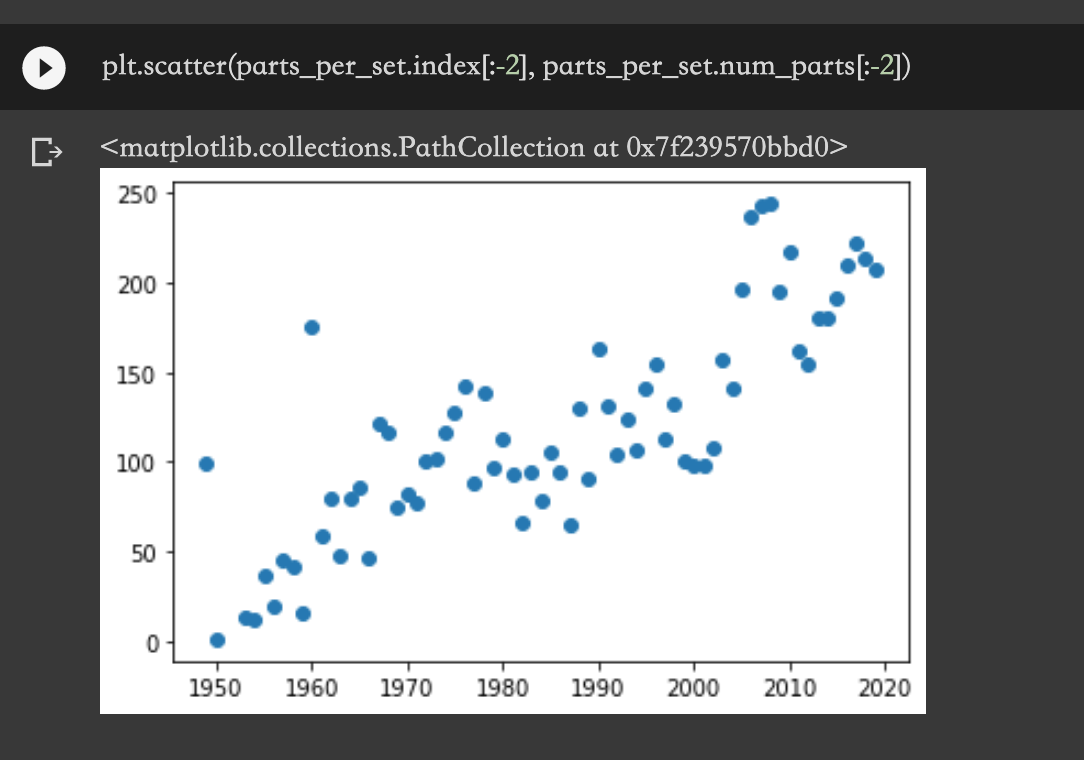 plt.scatter(parts_per_set.index[:-2], parts_per_set.num_parts[:-2])
<matplotlib.collections.PathCollection at 0x7f239570bbd0>
250
200
150
100
50
0
1950 1960 1970 1980 1990 2000 2010 2020